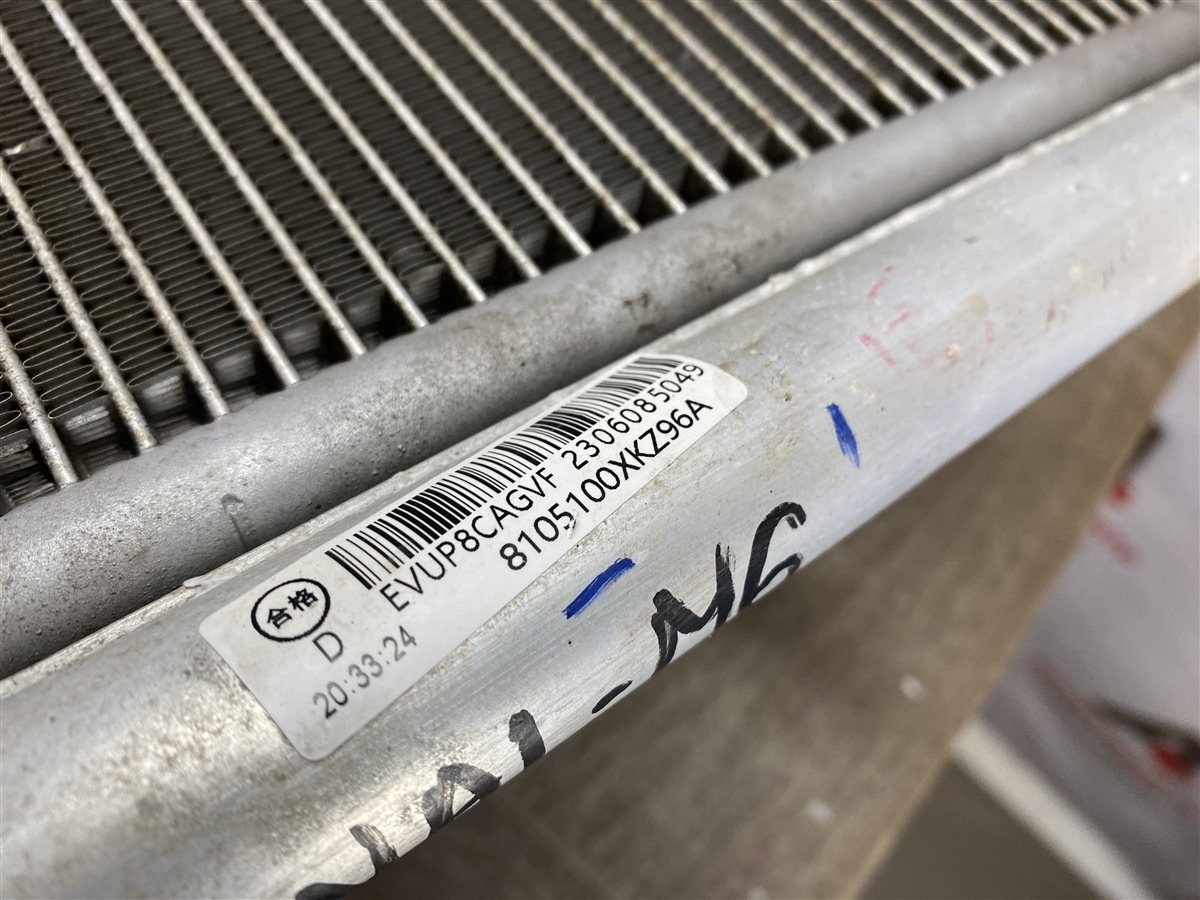 EVUP8CAGVF 2306085049
8105100XKZ96A
合格
D
20:33:24